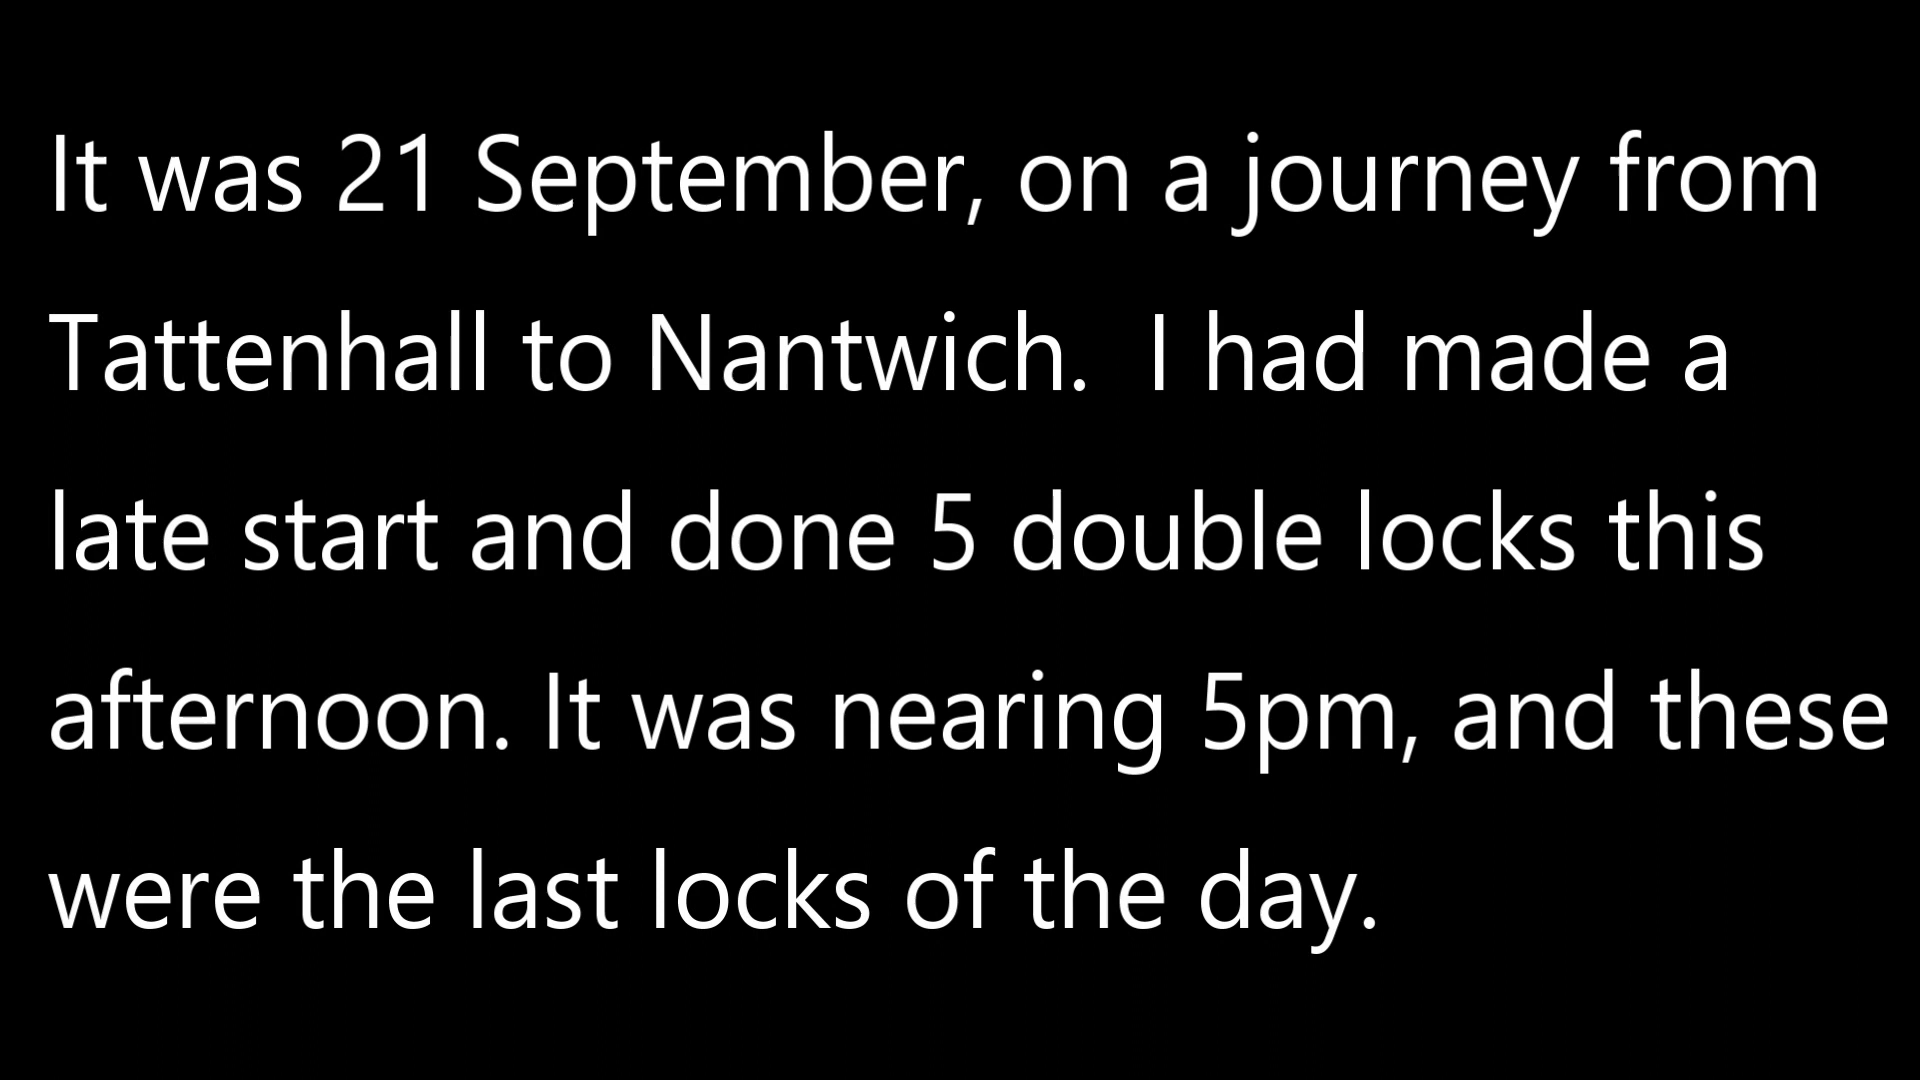 It was 21 September, on a journey from
Tattenhall to Nantwich.  I had made a
late start and done 5 double locks this
afternoon. It was nearing 5pm, and these
were the last locks of the day.